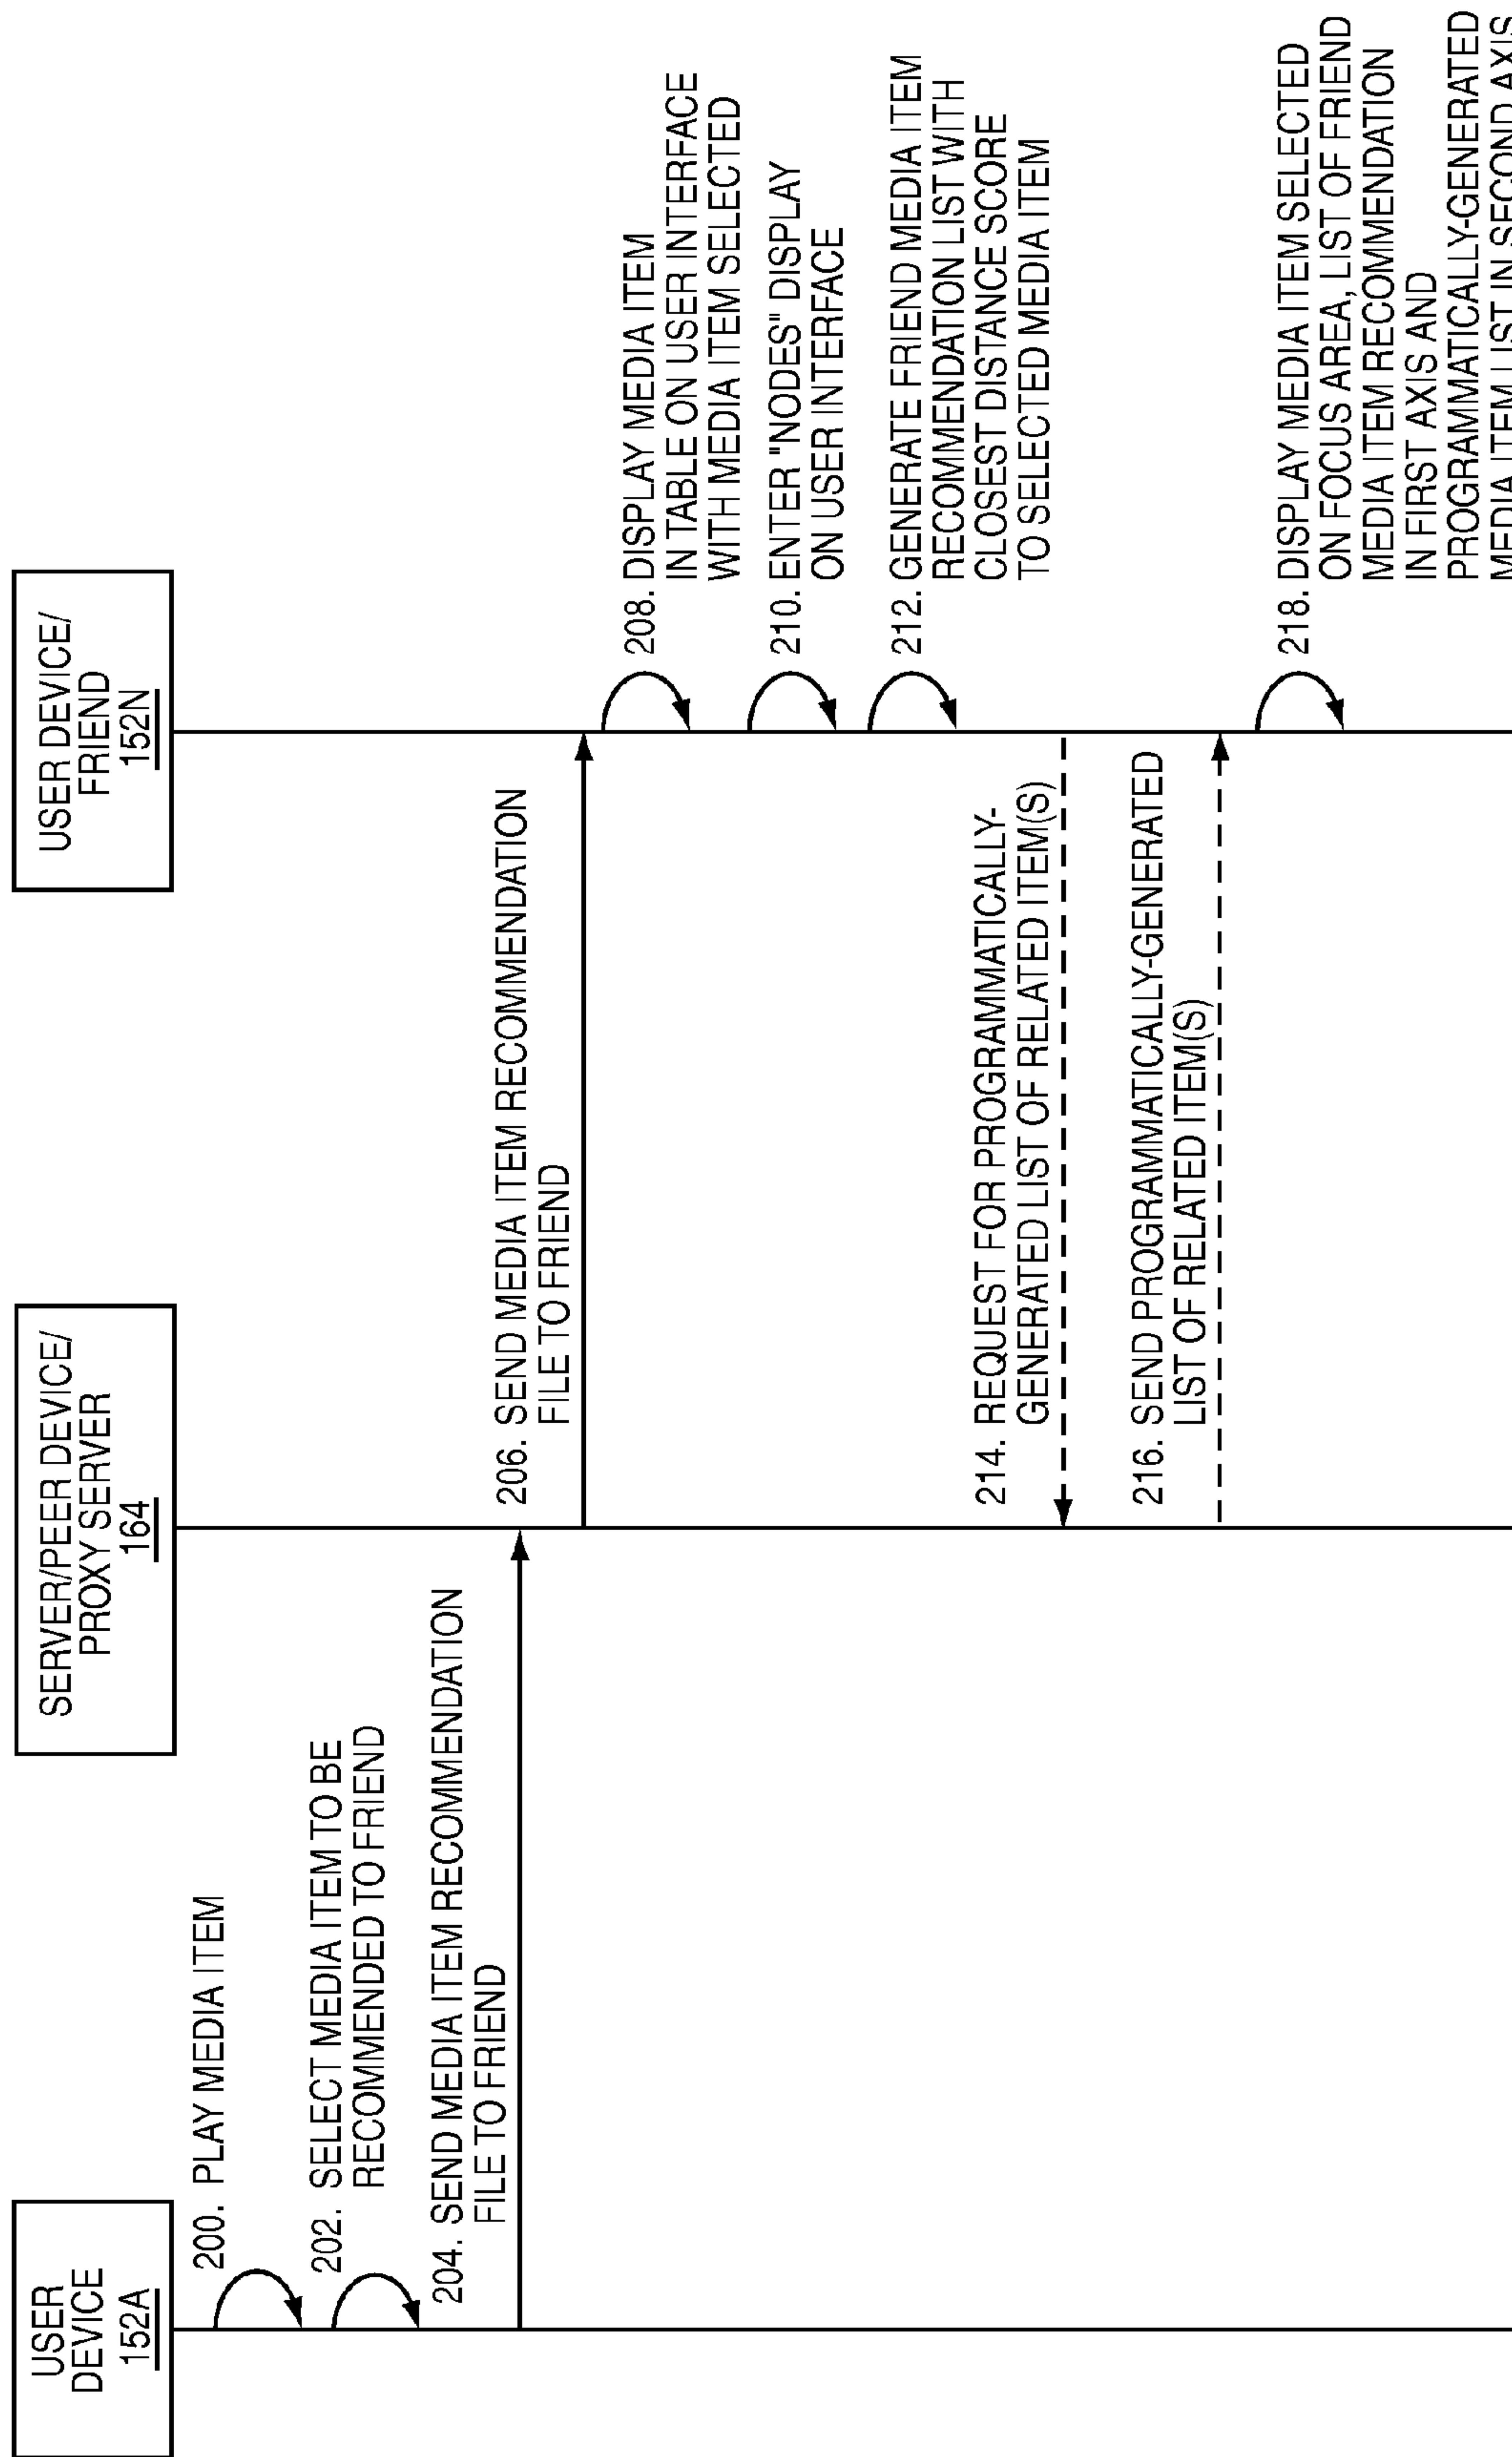 USER
DEVICE
152A
SERVER/PEER DEVICE/
PROXY SERVER
164
USER DEVICE/
FRIEND
152N
200. PLAY MEDIA ITEM
202. SELECT MEDIA ITEM TO BE
RECOMMENDED TO FRIEND
204. SEND MEDIA ITEM RECOMMENDATION
FILE TO FRIEND
206. SEND MEDIA ITEM RECOMMENDATION
FILE TO FRIEND
208. DISPLAY MEDIA ITEM
IN TABLE ON USER INTERFACE
WITH MEDIA ITEM SELECTED
210. ENTER "NODES" DISPLAY
ON USER INTERFACE
212. GENERATE FRIEND MEDIA ITEM
RECOMMENDATION LIST WITH
CLOSEST DISTANCE SCORE
TO SELECTED MEDIA ITEM
214. REQUEST FOR PROGRAMMATICALLY-
GENERATED LIST OF RELATED ITEM(S)
216. SEND PROGRAMMATICALLY-GENERATED
LIST OF RELATED ITEM(S)
218. DISPLAY MEDIA ITEM SELECTED
ON FOCUS AREA, LIST OF FRIEND
MEDIA ITEM RECOMMENDATION
IN FIRST AXIS AND
PROGRAMMATICALLY-GENERATED
MEDIA ITEM LIST IN SECOND AXIS